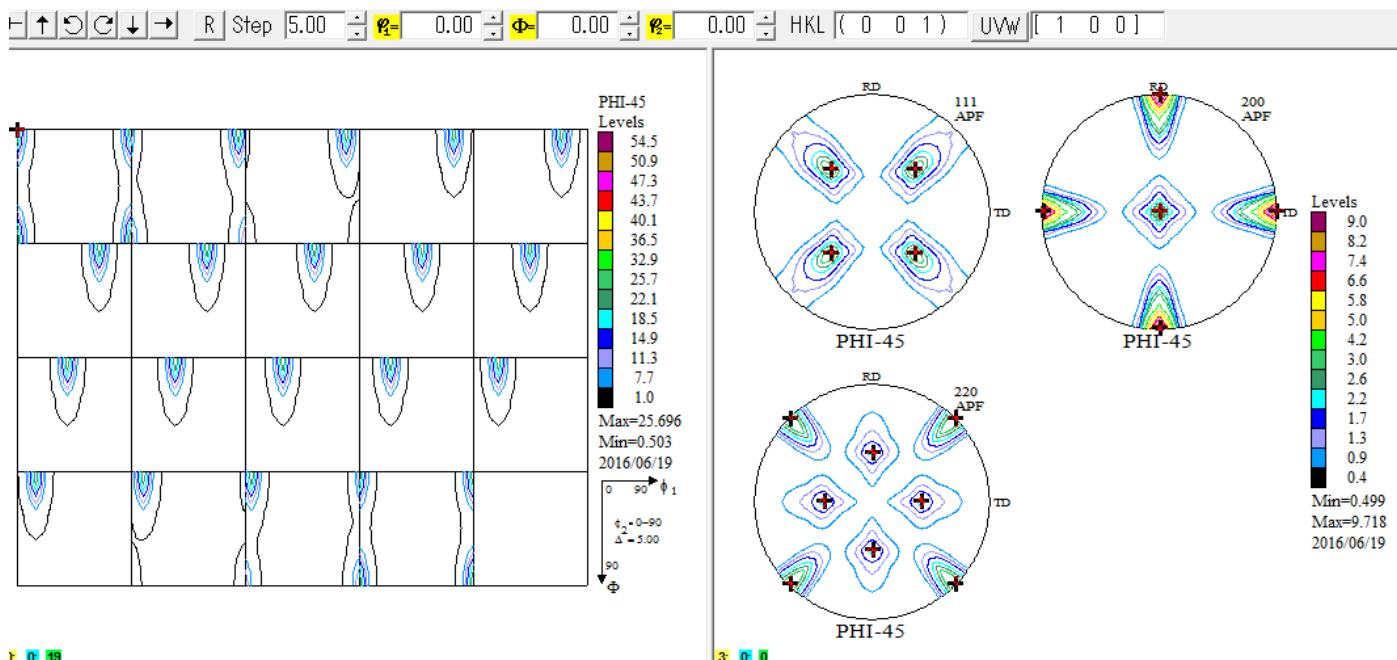 R Step 5.00 φ1= 0.00 Φ= 0.00 φ2= 0.00 HKL ( 0 0 1 ) UVW [ 1 0 0 ]
PHI-45
Levels
54.5
50.9
47.3
43.7
40.1
36.5
32.9
25.7
22.1
18.5
14.9
11.3
7.7
1.0
Max=25.696
Min=0.503
2016/06/19
0 90 ϕ1
ϕ2=0-90
Δ=5.00
90
Φ
0: 19
RD
111
APF
TD
PHI-45
RD
200
APF
TD
PHI-45
RD
220
APF
TD
PHI-45
Levels
9.0
8.2
7.4
6.6
5.8
5.0
4.2
3.0
2.6
2.2
1.7
1.3
0.9
0.4
Min=0.499
Max=9.718
2016/06/19
3: 0: 0